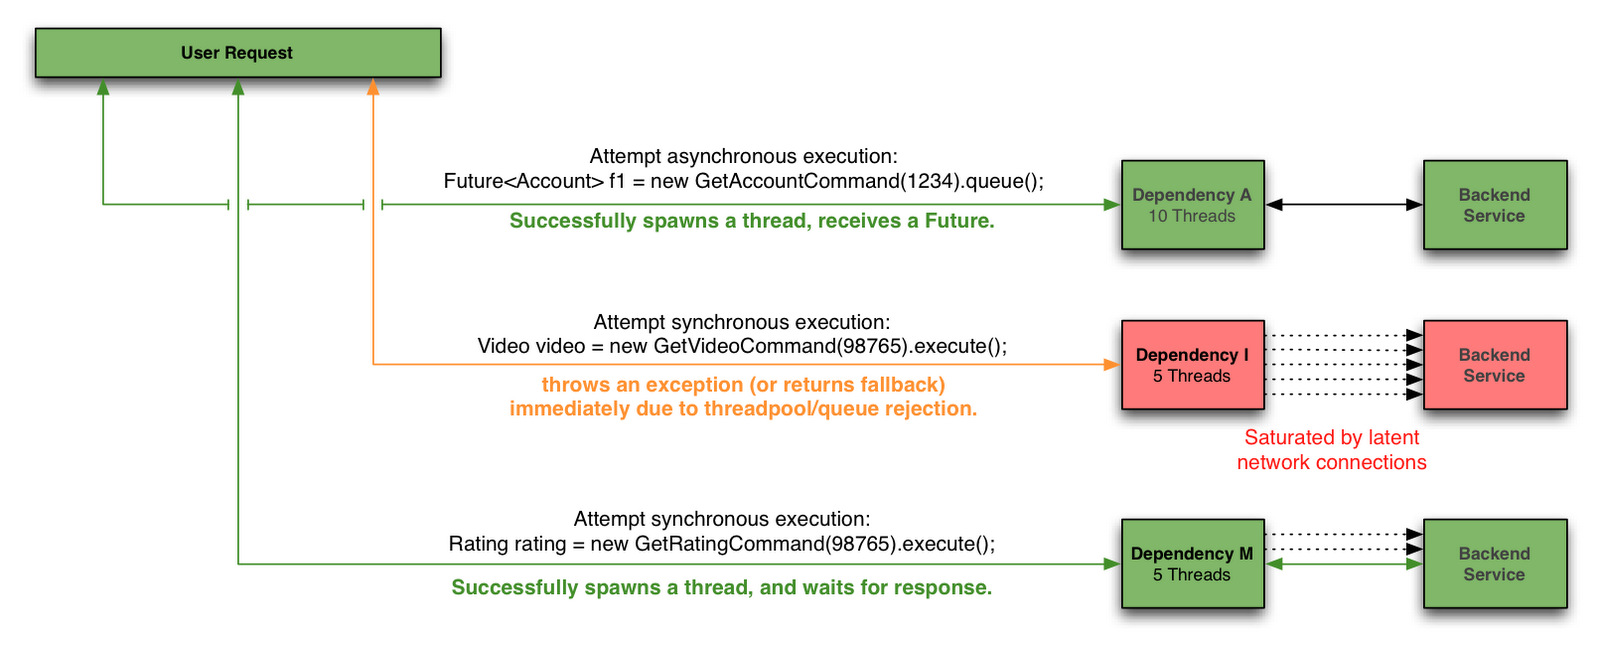 User Request
Attempt asynchronous execution:
Future<Account> f1 = new GetAccountCommand(1234).queue();
Successfully spawns a thread, receives a Future.
Dependency A
10 Threads
Backend
Service
Attempt synchronous execution:
Video video = new GetVideoCommand(98765).execute();
throws an exception (or returns fallback)
immediately due to threadpool/queue rejection.
Dependency I
5 Threads
Backend
Service
Saturated by latent
network connections
Attempt synchronous execution:
Rating rating = new GetRatingCommand(98765).execute();
Successfully spawns a thread, and waits for response.
Dependency M
5 Threads
Backend
Service